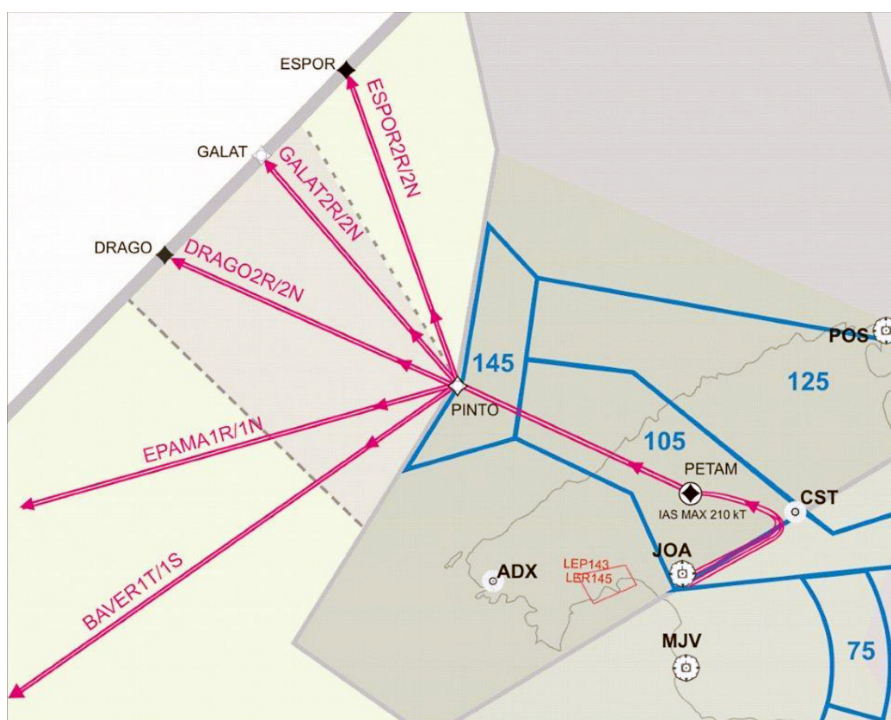 ESPOR
ESPOR2R/2N
GALAT
GALAT2R/2N
DRAGO
DRAGO2R/2N
POS
145
125
PINTO
EPAMA1R/1N
105
PETAM
CST
IAS MAX 210 kT
JOA
BAVER1T/1S
ADX
LEP143
LER145
MJV
75